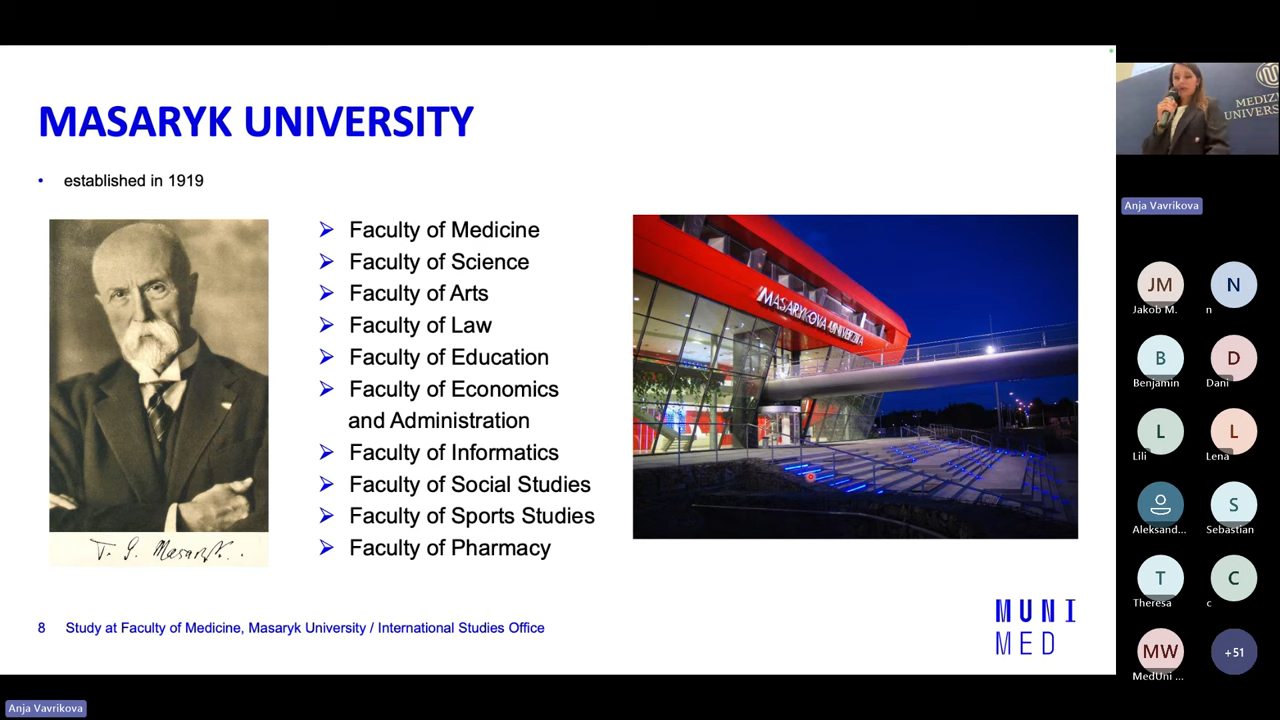 MASARYK UNIVERSITY
• established in 1919
Faculty of Medicine
Faculty of Science
Faculty of Arts
Faculty of Law
Faculty of Education
Faculty of Economics
and Administration
Faculty of Informatics
Faculty of Social Studies
Faculty of Sports Studies
Faculty of Pharmacy
T. G. Masaryk.
MASARYKOVA UNIVERZITA
8 Study at Faculty of Medicine, Masaryk University / International Studies Office
MUNI
MED
MEDIZ
UNIVERS
Anja Vavrikova
JM
Jakob M.
N
n
B
Benjamin
D
Dani
L
Lili
L
Lena
Aleksand...
S
Sebastian
T
Theresa
C
c
MW
MedUni ...
+51
Anja Vavrikova